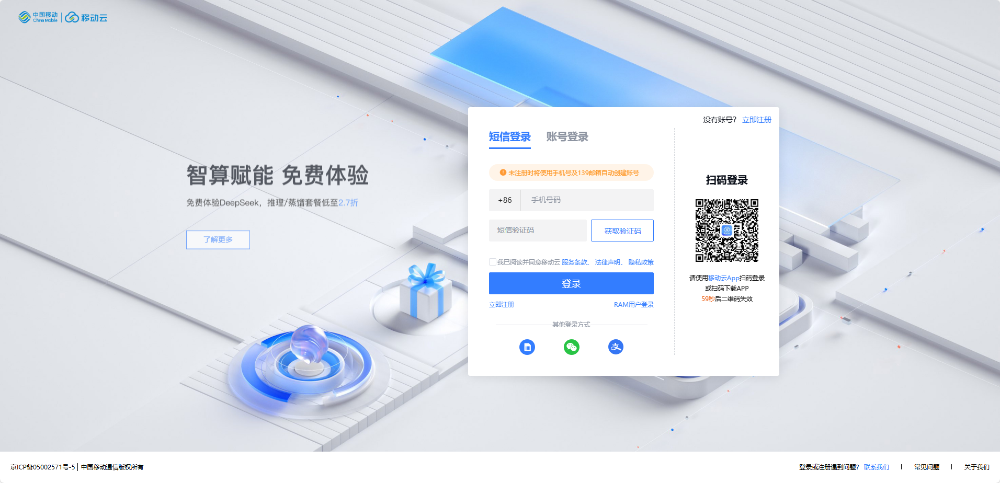 中国移动
China Mobile
移动云
智算赋能 免费体验
免费体验DeepSeek，推理/蒸馏套餐低至2.7折
了解更多
没有账号？ 立即注册
短信登录 账号登录
未注册时将使用手机号及139邮箱自动创建账号
+86 手机号码
短信验证码 获取验证码
我已阅读并同意移动云 服务条款、 法律声明、 隐私政策
登录
立即注册 RAM用户登录
其他登录方式
扫码登录
请使用移动云App扫码登录
或扫码下载APP
59秒后二维码失效
京ICP备05002571号-5 | 中国移动通信版权所有
登录或注册遇到问题？ 联系我们 | 常见问题 | 关于我们